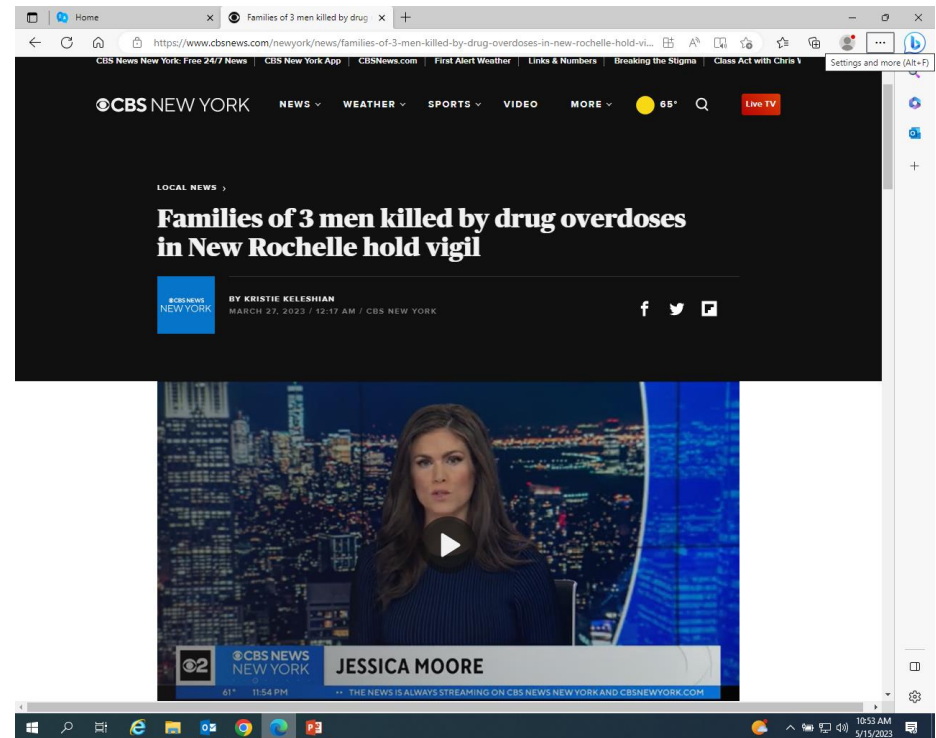 Home
Families of 3 men killed by drug
https://www.cbsnews.com/newyork/news/families-of-3-men-killed-by-drug-overdoses-in-new-rochelle-hold-vi...
Settings and more (Alt+F)
CBS News New York: Free 24/7 News | CBS New York App | CBSNews.com | First Alert Weather | Links & Numbers | Breaking the Stigma | Class Act with Chris
CBS NEW YORK NEWS WEATHER SPORTS VIDEO MORE 65° Live TV
LOCAL NEWS
Families of 3 men killed by drug overdoses
in New Rochelle hold vigil
CBS NEWS
NEW YORK
BY KRISTIE KELESHIAN
MARCH 27, 2023 / 12:17 AM / CBS NEW YORK
2
CBS NEWS
NEW YORK
JESSICA MOORE
61° 11:54 PM •• THE NEWS IS ALWAYS STREAMING ON CBS NEWS NEW YORK AND CBSNEWYORK.COM
10:53 AM
5/15/2023